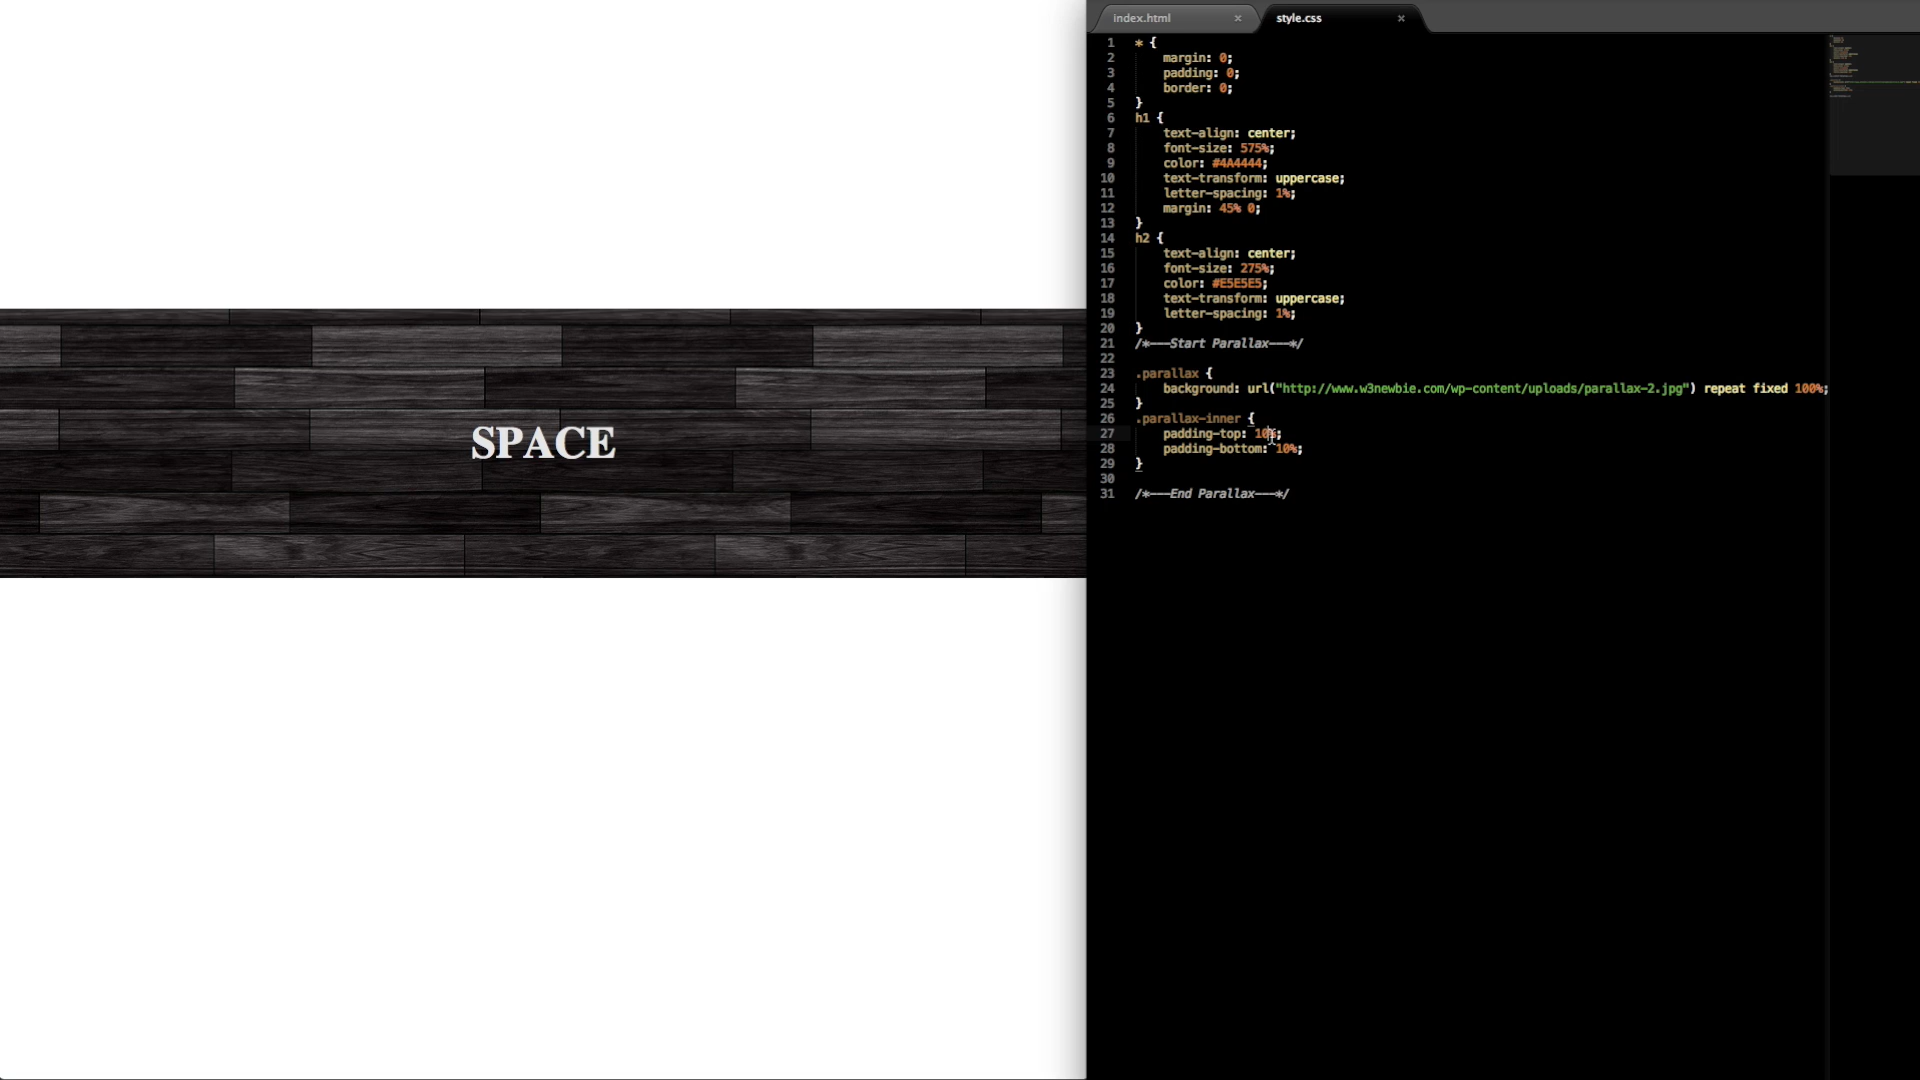 SPACE
index.html × style.css ×
1 * {
2 margin: 0;
3 padding: 0;
4 border: 0;
5 }
6 h1 {
7 text-align: center;
8 font-size: 575%;
9 color: #4A4444;
10 text-transform: uppercase;
11 letter-spacing: 1%;
12 margin: 45% 0;
13 }
14 h2 {
15 text-align: center;
16 font-size: 275%;
17 color: #E5E5E5;
18 text-transform: uppercase;
19 letter-spacing: 1%;
20 }
21 /*---Start Parallax---*/
22
23 .parallax {
24 background: url("http://www.w3newbie.com/wp-content/uploads/parallax-2.jpg") repeat fixed 100%;
25 }
26 .parallax-inner {
27 padding-top: 10%;
28 padding-bottom: 10%;
29 }
30
31 /*---End Parallax---*/